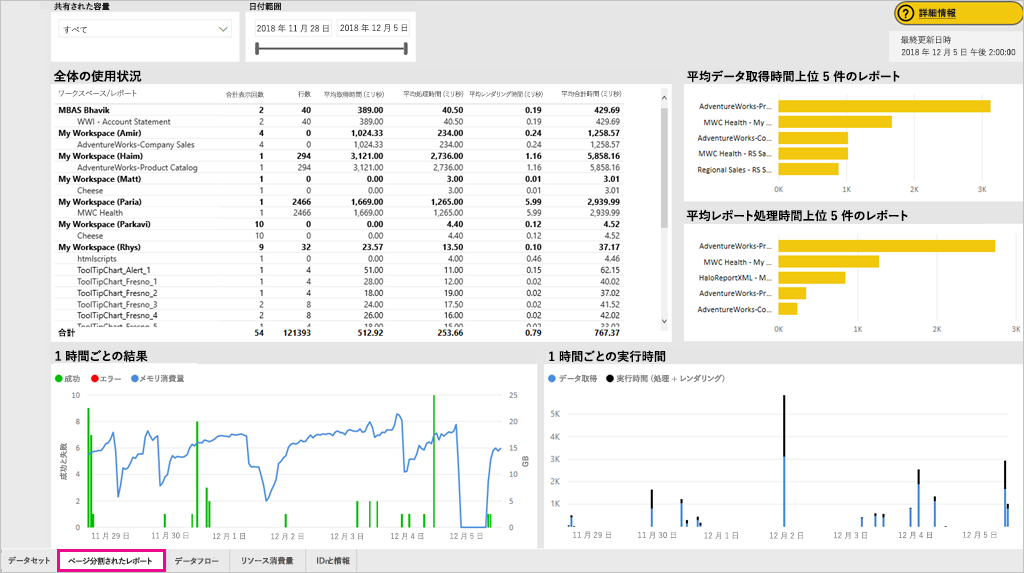 共有された容量
すべて
日付範囲
2018 年 11 月 28 日 2018 年 12 月 5 日
詳細情報
最終更新日時
2018 年 12 月 5 日 午後 2:00:00
全体の使用状況
ワークスペース/レポート 合計表示回数 行数 平均取得時間 (ミリ秒) 平均処理時間 (ミリ秒) 平均レンダリング時間 (ミリ秒) 平均合計時間 (ミリ秒)
MBAS Bhavik 2 40 389.00 40.50 0.19 429.69
WWI - Account Statement 2 40 389.00 40.50 0.19 429.69
My Workspace (Amir) 4 0 1,024.33 234.00 0.24 1,258.57
AdventureWorks-Company Sales 4 0 1,024.33 234.00 0.24 1,258.57
My Workspace (Haim) 1 294 3,121.00 2,736.00 1.16 5,858.16
AdventureWorks-Product Catalog 1 294 3,121.00 2,736.00 1.16 5,858.16
My Workspace (Matt) 1 0 0.00 3.00 0.01 3.01
Cheese 1 0 0.00 3.00 0.01 3.01
My Workspace (Paria) 1 2466 1,669.00 1,265.00 5.99 2,939.99
MWC Health 1 2466 1,669.00 1,265.00 5.99 2,939.99
My Workspace (Parkavi) 10 0 0.00 4.40 0.12 4.52
Cheese 10 0 0.00 4.40 0.12 4.52
My Workspace (Rhys) 9 32 23.57 13.50 0.10 37.17
htmlscripts 1 0 0.00 4.00 0.46 4.46
ToolTipChart_Alert_1 1 4 51.00 11.00 0.15 62.15
ToolTipChart_Fresno_1 1 4 28.00 12.00 0.02 40.02
ToolTipChart_Fresno_2 1 4 18.00 19.00 0.02 37.02
ToolTipChart_Fresno_3 2 8 24.00 17.50 0.02 41.52
ToolTipChart_Fresno_4 2 8 26.00 16.00 0.02 42.02
合計 54 121393 512.92 253.66 0.79 767.37
平均データ取得時間上位 5 件のレポート
AdventureWorks-Pr...
MWC Health - My ...
AdventureWorks-Co...
MWC Health - RS Sa...
Regional Sales - RS S...
0K 1K 2K 3K
平均レポート処理時間上位 5 件のレポート
AdventureWorks-Pr...
MWC Health - My ...
HaloReportXML - M...
AdventureWorks-Pr...
AdventureWorks-Co...
0K 1K 2K 3K
1 時間ごとの結果
成功 エラー メモリ消費量
成功と失敗
10
8
6
4
2
0
25
20
15
10
5
0
GB
11 月 29 日 11 月 30 日 12 月 1 日 12 月 2 日 12 月 3 日 12 月 4 日 12 月 5 日
1 時間ごとの実行時間
データ取得 実行時間 (処理 + レンダリング)
5K
4K
3K
2K
1K
11 月 29 日 11 月 30 日 12 月 1 日 12 月 2 日 12 月 3 日 12 月 4 日 12 月 5 日
データセット ページ分割されたレポート データフロー リソース消費量 IDと情報